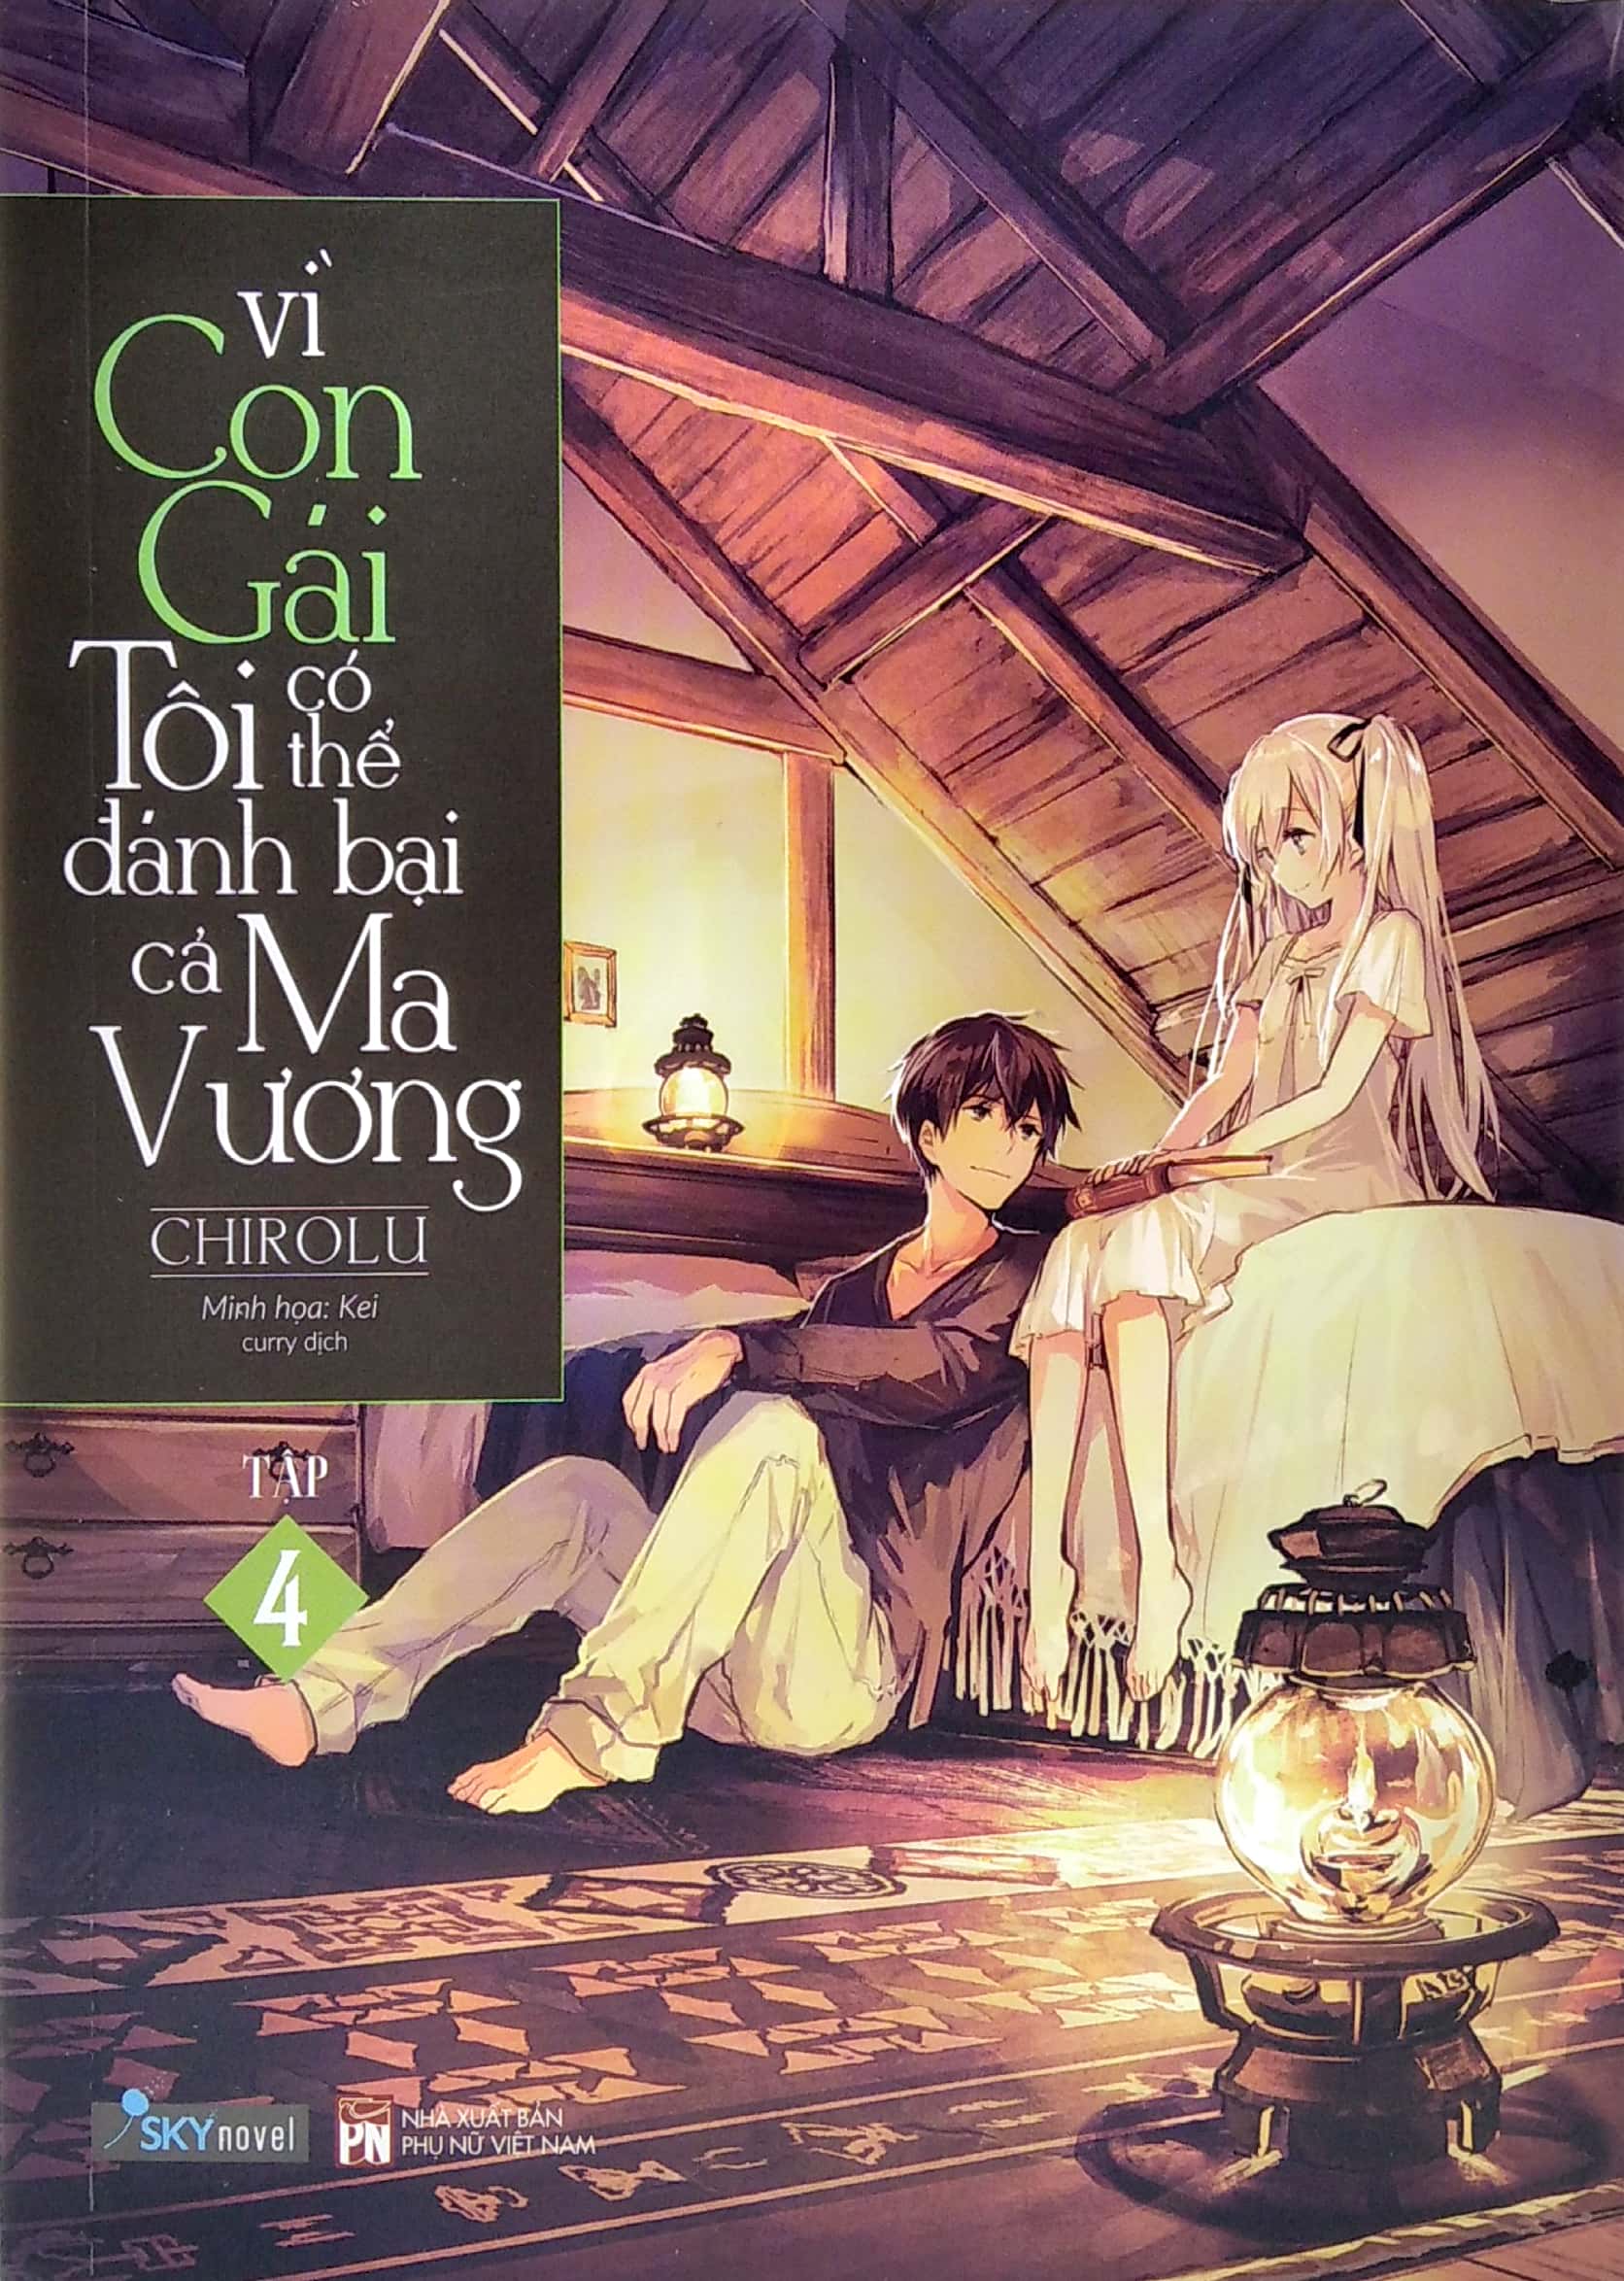 vì
Con
Gái
Tôi có
thể
đánh bại
cả Ma
Vương
CHIROLU
Minh họa: Kei
curry dịch
TẬP
4
SKYnovel
PN
NHÀ XUẤT BẢN
PHỤ NỮ VIỆT NAM